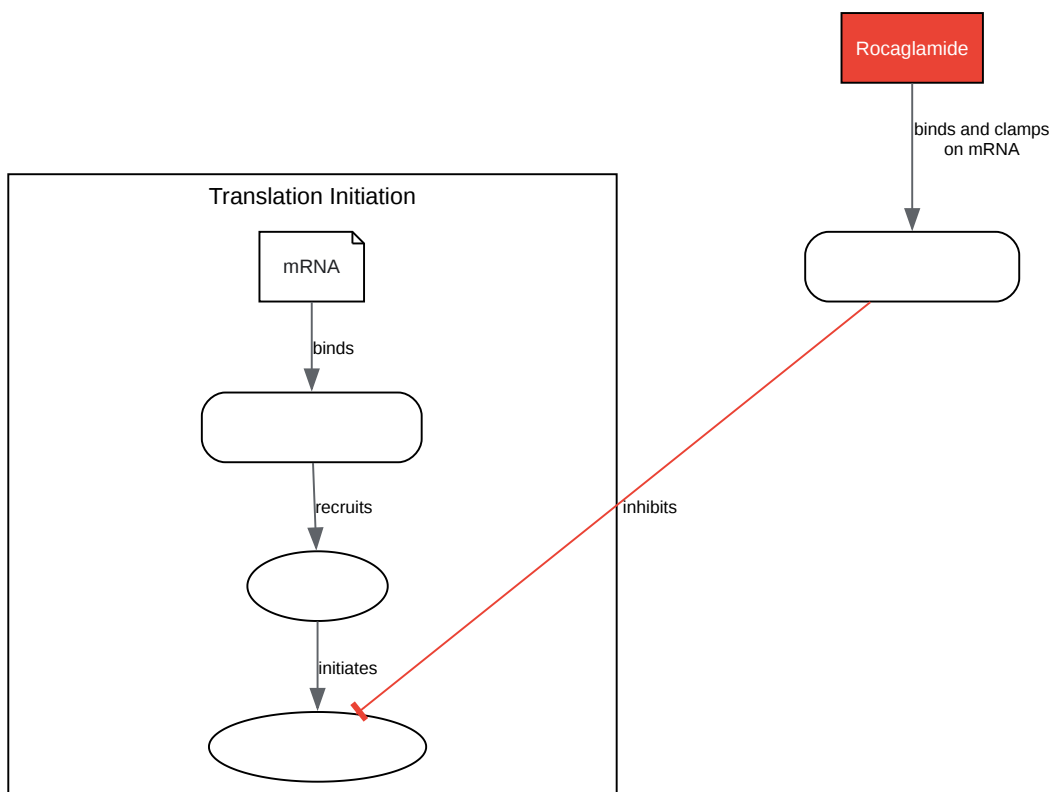 Rocaglamide
binds and clamps
on mRNA
Translation Initiation
mRNA
binds
recruits
inhibits
initiates